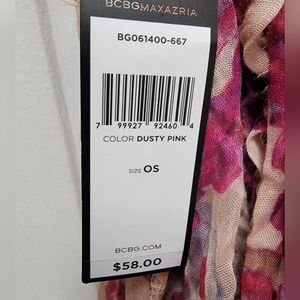 BCBGMAXAZRIA
BG061400-667
7 99927 92460 4
COLOR DUSTY PINK
SIZE OS
BCBG.COM
$58.00